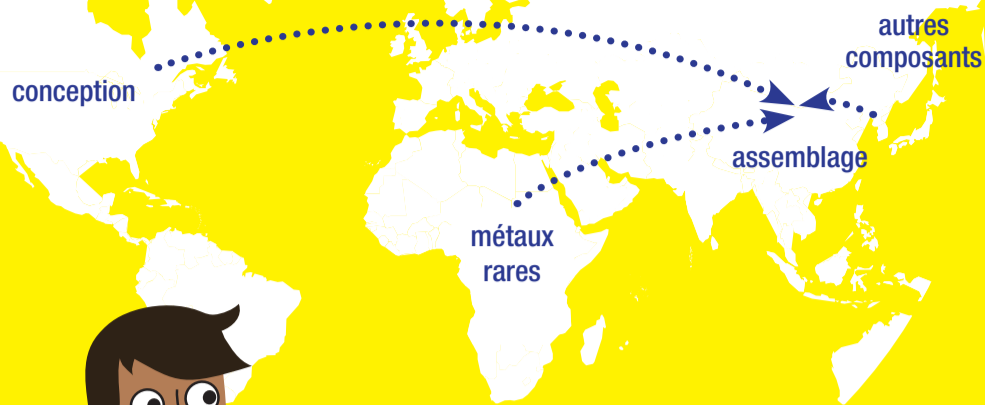 autres
composants
conception
assemblage
métaux
rares